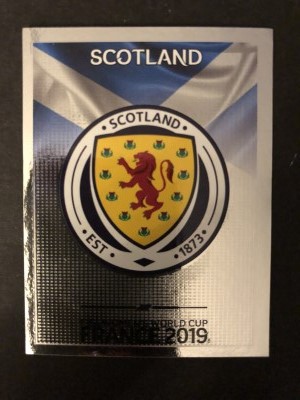 SCOTLAND
• SCOTLAND •
• EST • 1873 •
WORLD CUP
FRANCE 2019